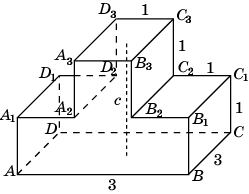 D₃ 1 C₃
A₃ B₃ 1
D₁ D₂ C₂ 1 C₁
c
A₁ A₂ B₂ B₁ 1
D C
A B 3
3